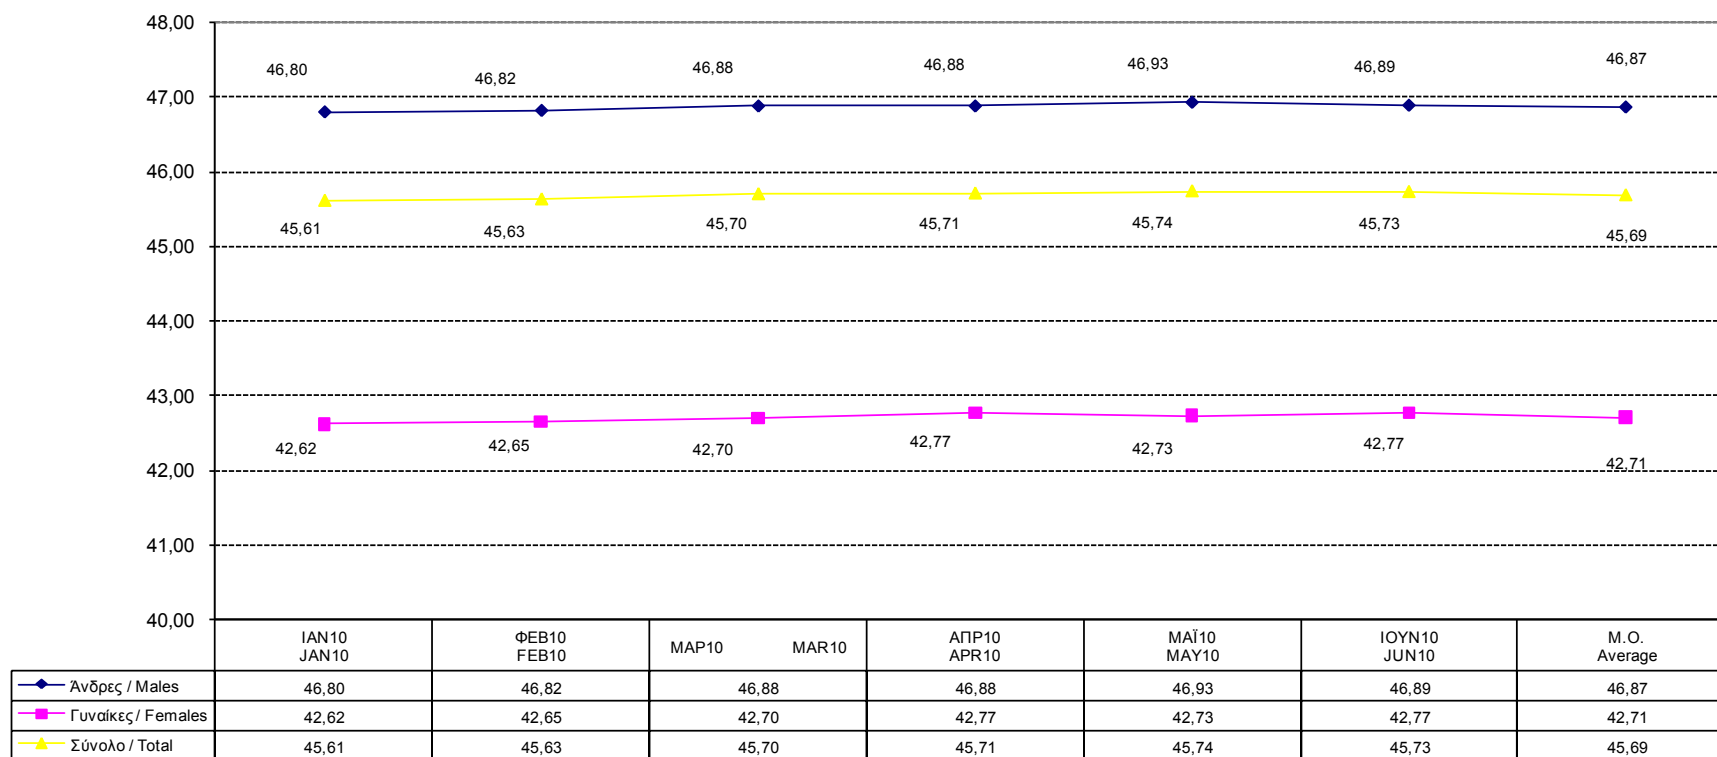 48,00
47,00
46,00
45,00
44,00
43,00
42,00
41,00
40,00
46,80 46,82 46,88 46,88 46,93 46,89 46,87
45,61 45,63 45,70 45,71 45,74 45,73 45,69
42,62 42,65 42,70 42,77 42,73 42,77 42,71
ΙΑΝ10 ΦΕΒ10 ΜΑΡ10 MAR10 ΑΠΡ10 ΜΑΪ10 ΙΟΥΝ10 Μ.Ο.
JAN10 FEB10 APR10 MAY10 JUN10 Average
Άνδρες / Males 46,80 46,82 46,88 46,88 46,93 46,89 46,87
Γυναίκες / Females 42,62 42,65 42,70 42,77 42,73 42,77 42,71
Σύνολο / Total 45,61 45,63 45,70 45,71 45,74 45,73 45,69